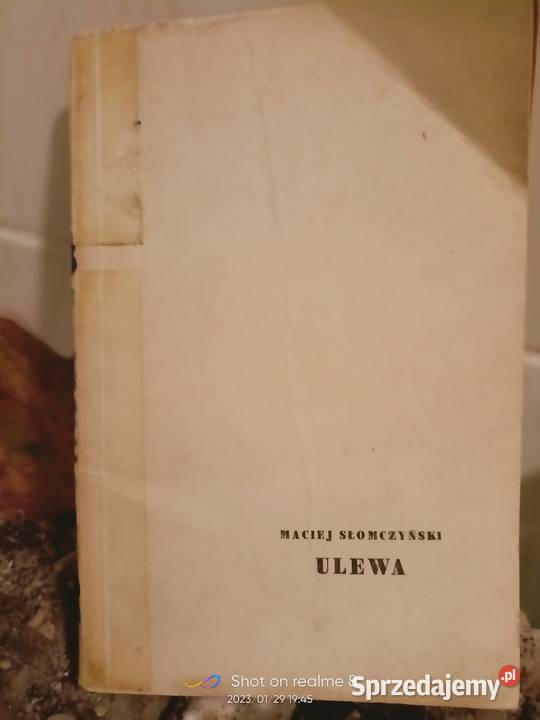 MACIEJ SŁOMCZYŃSKI
ULEWA
Shot on realme 8
2023/01/29 19:45
Sprzedajemy.pl